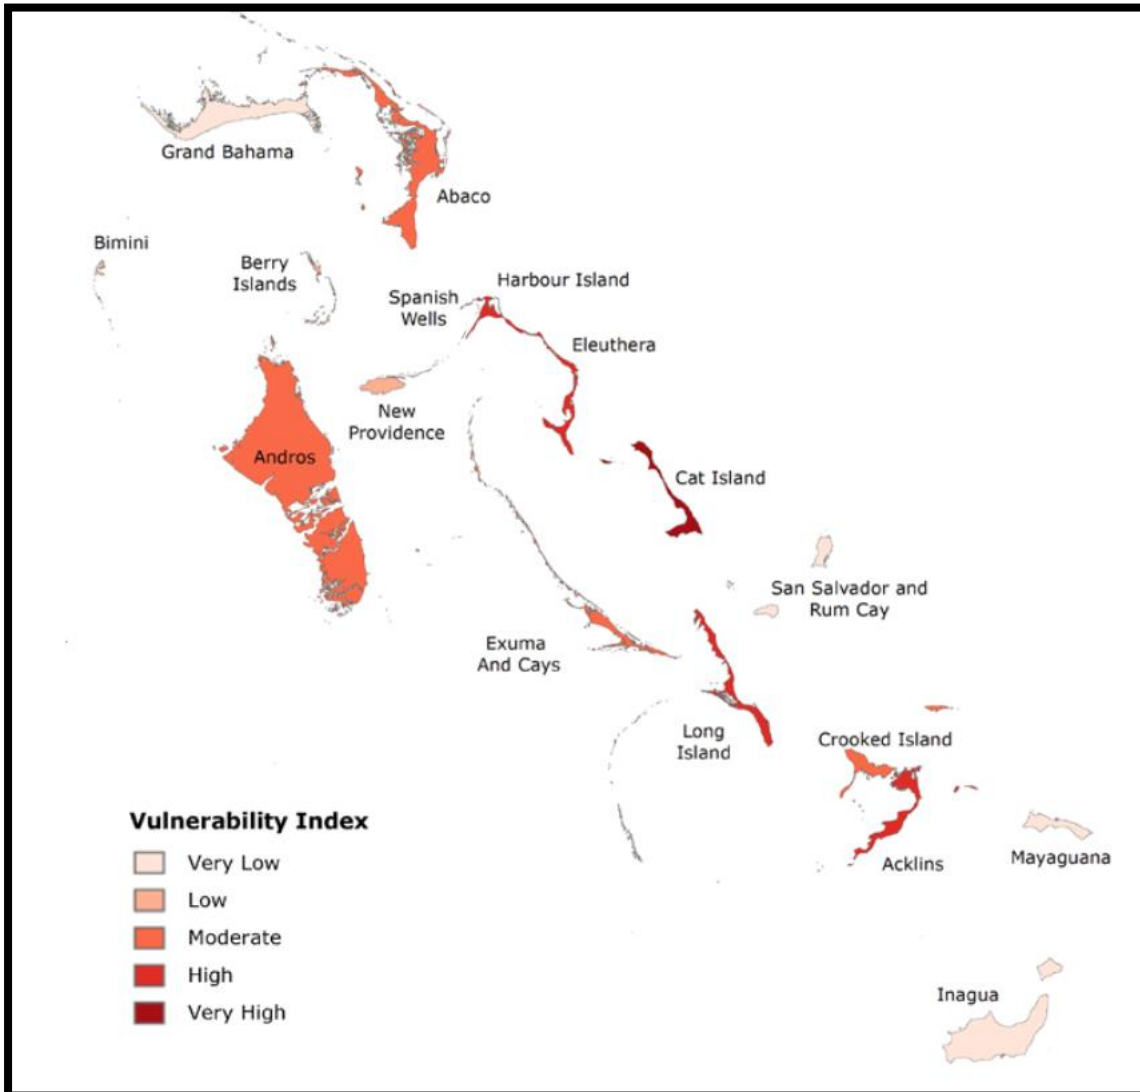 Grand Bahama
Abaco
Bimini
Berry
Islands
Harbour Island
Spanish
Wells
Eleuthera
New
Providence
Andros
Cat Island
San Salvador and
Rum Cay
Exuma
And Cays
Long
Island
Crooked Island
Acklins
Mayaguana
Inagua
Vulnerability Index
Very Low
Low
Moderate
High
Very High